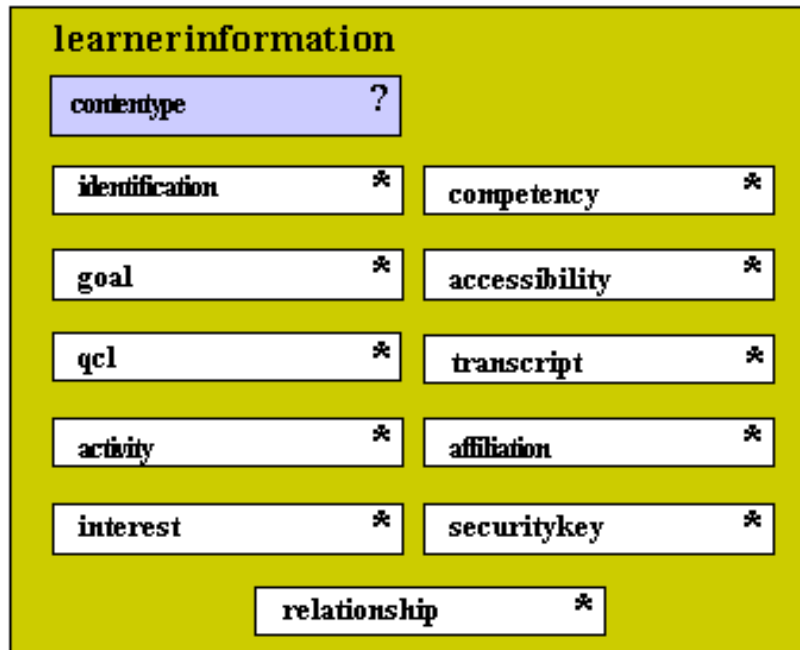 learnerinformation
contentype ?
identification *
competency *
goal *
accessibility *
qcl *
transcript *
activity *
affiliation *
interest *
securitykey *
relationship *